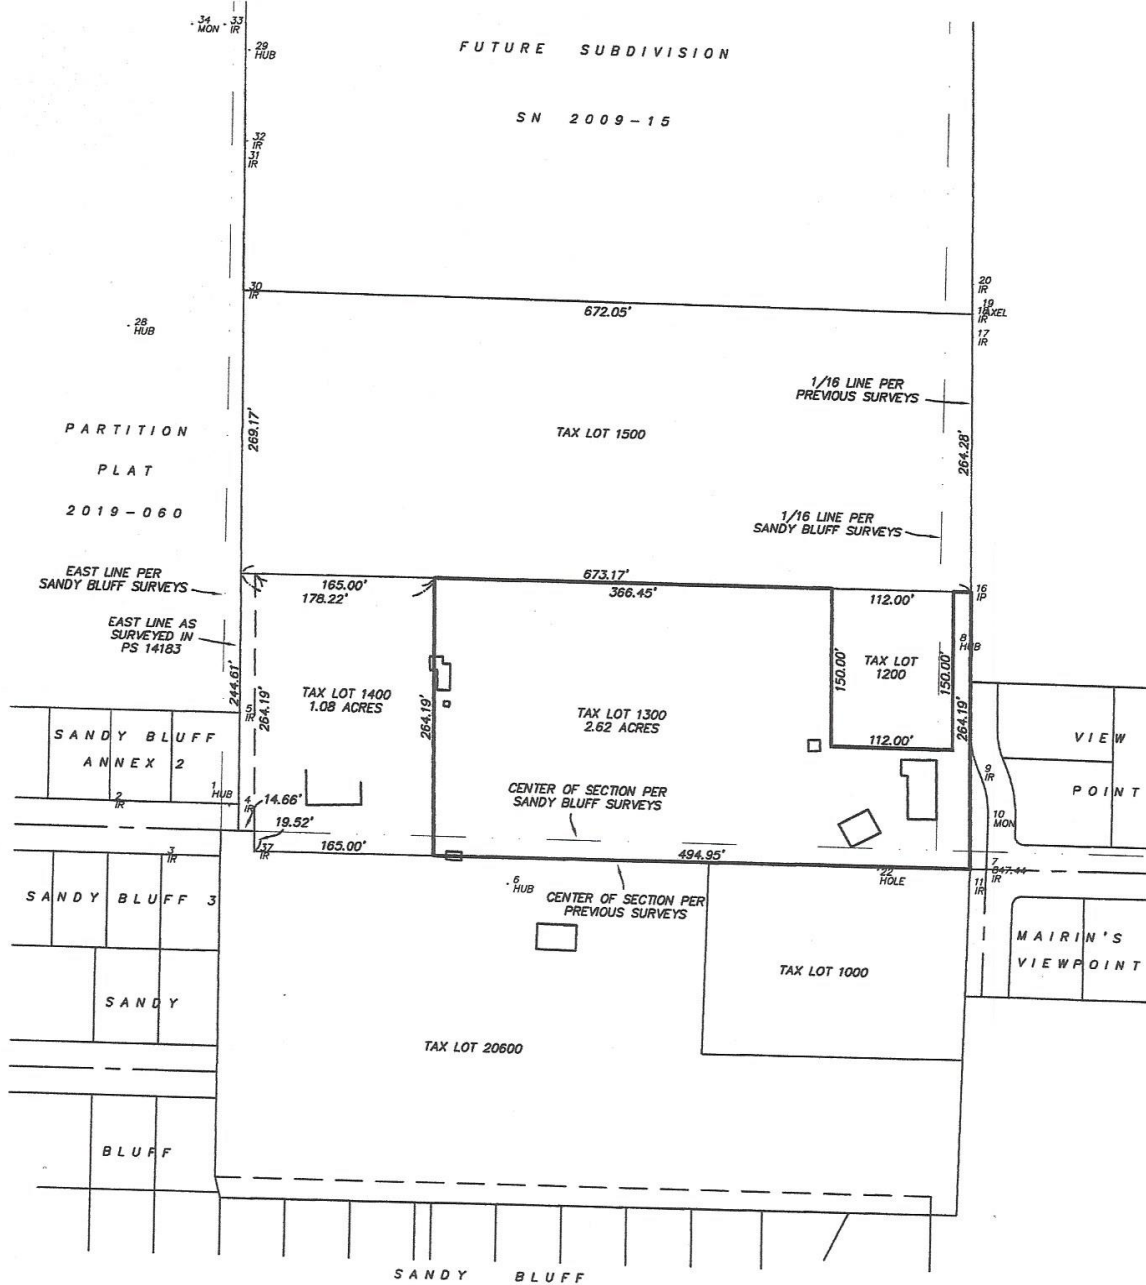 34
MON
33
IR
29
HUB
FUTURE SUBDIVISION
SN 2009-15
32
IR
31
IR
30
IR
672.05'
20
IR
19
AXEL
18
IR
17
IR
28
HUB
1/16 LINE PER
PREVIOUS SURVEYS
PARTITION
PLAT
2019-060
269.17'
TAX LOT 1500
264.28'
1/16 LINE PER
SANDY BLUFF SURVEYS
EAST LINE PER
SANDY BLUFF SURVEYS
165.00'
178.22'
673.17'
366.45'
112.00'
16
IP
EAST LINE AS
SURVEYED IN
PS 14183
8
HUB
244.61'
264.19'
TAX LOT 1400
1.08 ACRES
264.19'
TAX LOT 1300
2.62 ACRES
150.00'
TAX LOT
1200
150.00'
264.19'
112.00'
5
IR
SANDY BLUFF
ANNEX 2
VIEW
POINT
9
IR
1
HUB
2
IR
4
IR
14.66'
CENTER OF SECTION PER
SANDY BLUFF SURVEYS
10
MON
19.52'
37
IR
165.00'
3
IR
494.95'
7
847.44
IR
22
HOLE
11
IR
6
HUB
CENTER OF SECTION PER
PREVIOUS SURVEYS
SANDY BLUFF 3
MAIRIN'S
VIEWPOINT
TAX LOT 1000
SANDY
TAX LOT 20600
BLUFF
SANDY BLUFF